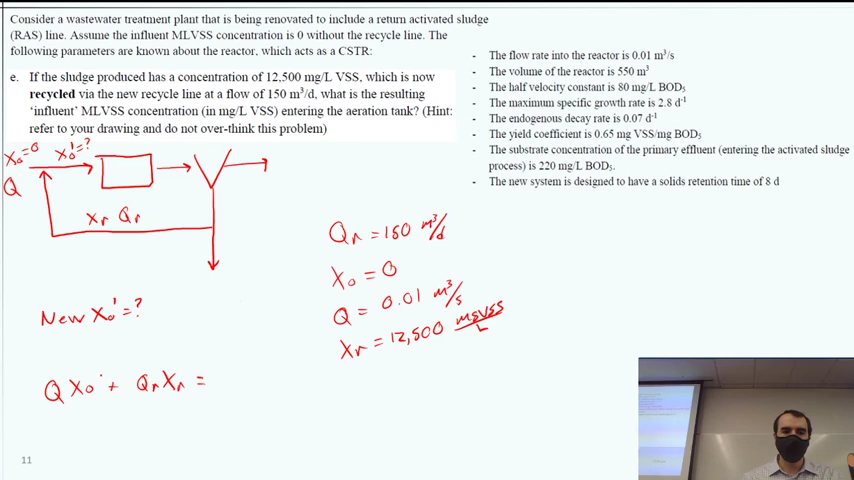 Consider a wastewater treatment plant that is being renovated to include a return activated sludge
(RAS) line. Assume the influent MLVSS concentration is 0 without the recycle line. The
following parameters are known about the reactor, which acts as a CSTR:
e. If the sludge produced has a concentration of 12,500 mg/L VSS, which is now
recycled via the new recycle line at a flow of 150 m³/d, what is the resulting
'influent' MLVSS concentration (in mg/L VSS) entering the aeration tank? (Hint:
refer to your drawing and do not over-think this problem)
- The flow rate into the reactor is 0.01 m³/s
- The volume of the reactor is 550 m³
- The half velocity constant is 80 mg/L BOD₅
- The maximum specific growth rate is 2.8 d⁻¹
- The endogenous decay rate is 0.07 d⁻¹
- The yield coefficient is 0.65 mg VSS/mg BOD₅
- The substrate concentration of the primary effluent (entering the activated sludge
process) is 220 mg/L BOD₅.
- The new system is designed to have a solids retention time of 8 d
X₀=0 X₀'=?
Q
Xr Qr
Qr = 150 m³/d
X₀ = 0
Q = 0.01 m³/s
Xr = 12,500 mgVSS/L
New X₀' = ?
QX₀ + QrXr =
11